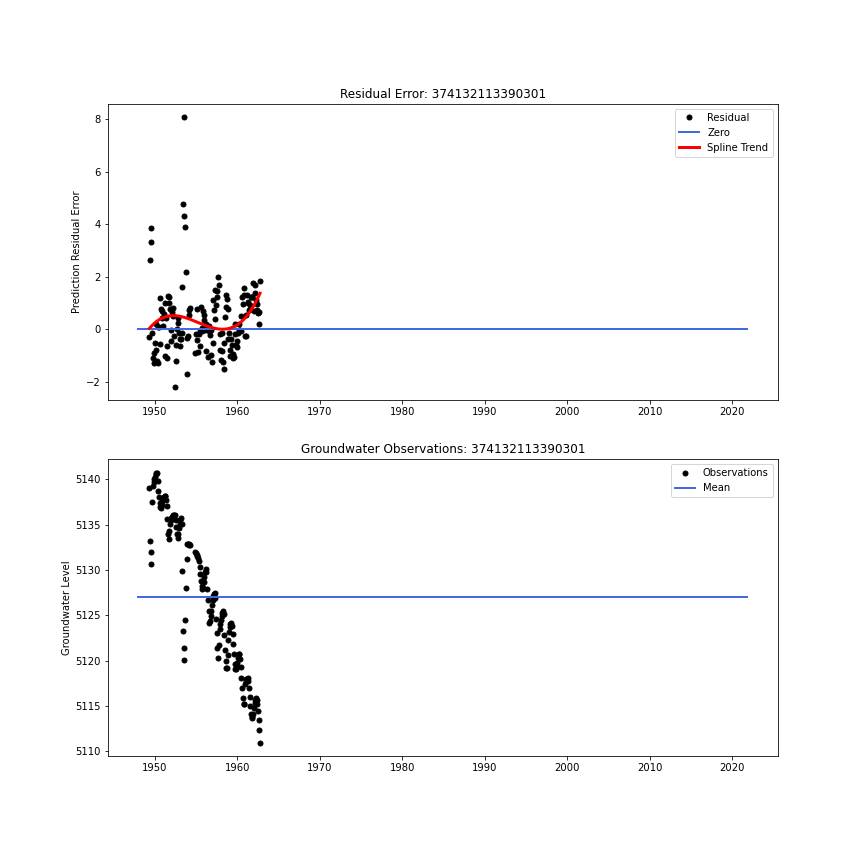 Residual Error: 374132113390301
Prediction Residual Error
8
6
4
2
0
−2
1950 1960 1970 1980 1990 2000 2010 2020
Residual
Zero
Spline Trend
Groundwater Observations: 374132113390301
Groundwater Level
5140
5135
5130
5125
5120
5115
5110
1950 1960 1970 1980 1990 2000 2010 2020
Observations
Mean